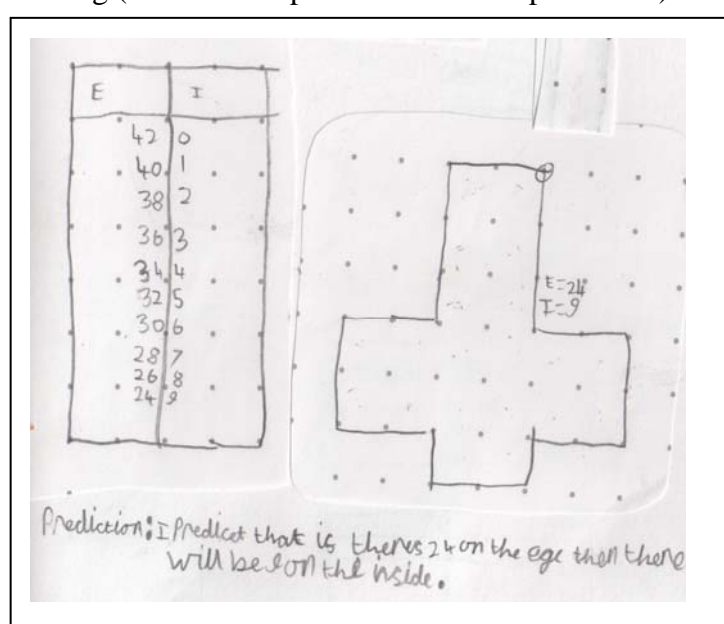 E I
42 0
40 1
38 2
36 3
34 4
32 5
30 6
28 7
26 8
24 9
E=24
I=9
Prediction: I Predicet that is theres 24 on the ege then there
will be on the inside.